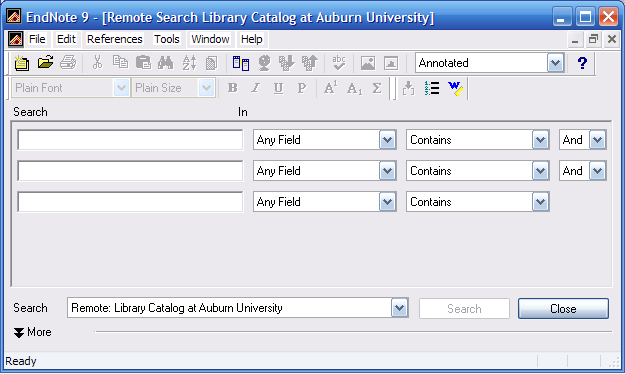 EndNote 9 - [Remote Search Library Catalog at Auburn University]
File Edit References Tools Window Help
abc Annotated ?
Plain Font Plain Size B I U P A¹ A₁ Σ
Search In
Any Field Contains And
Any Field Contains And
Any Field Contains
Search Remote: Library Catalog at Auburn University Search Close
More
Ready